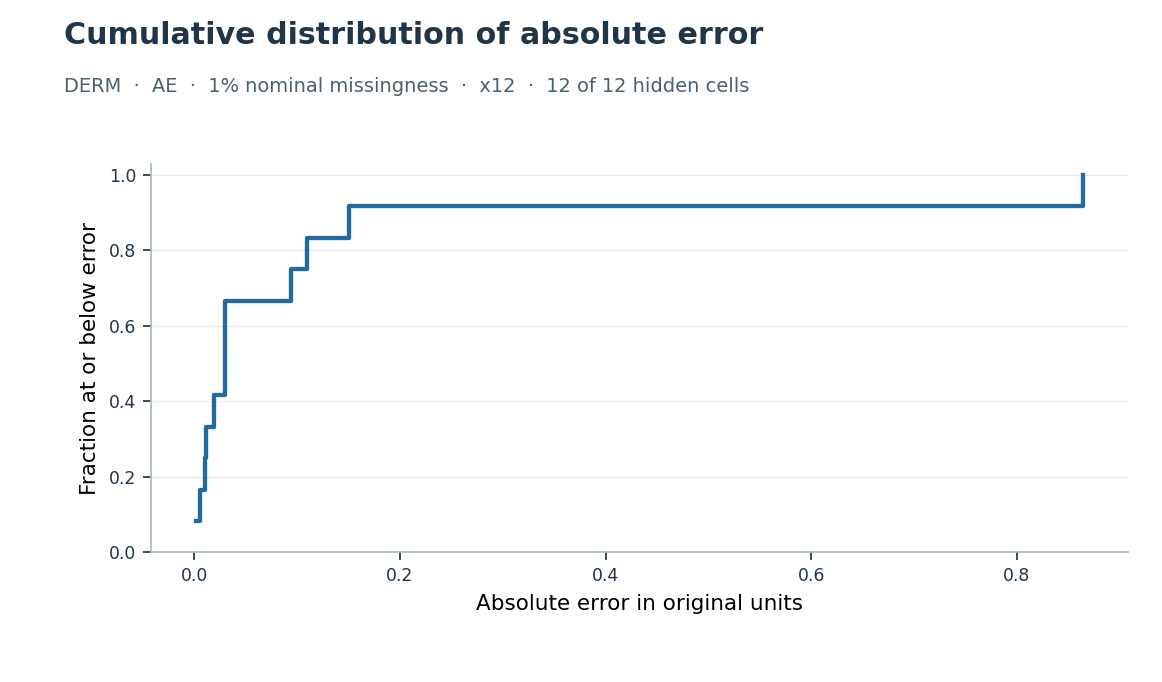 Cumulative distribution of absolute error
DERM · AE · 1% nominal missingness · x12 · 12 of 12 hidden cells
1.0
0.8
0.6
0.4
0.2
0.0
Fraction at or below error
0.0 0.2 0.4 0.6 0.8
Absolute error in original units